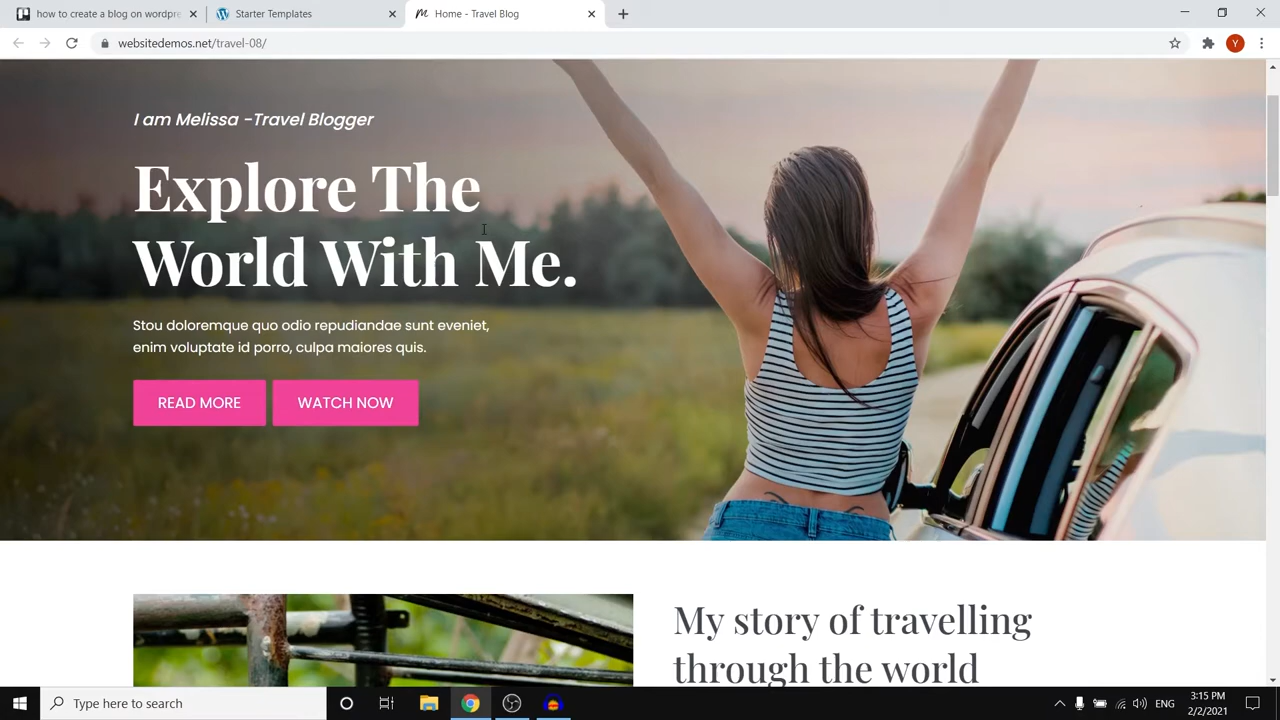 how to create a blog on wordpre
Starter Templates
Home - Travel Blog
websitedemos.net/travel-08/
Y
I am Melissa -Travel Blogger
Explore The
World With Me.
Stou doloremque quo odio repudiandae sunt eveniet,
enim voluptate id porro, culpa maiores quis.
READ MORE
WATCH NOW
My story of travelling
through the world
Type here to search
ENG
3:15 PM
2/2/2021